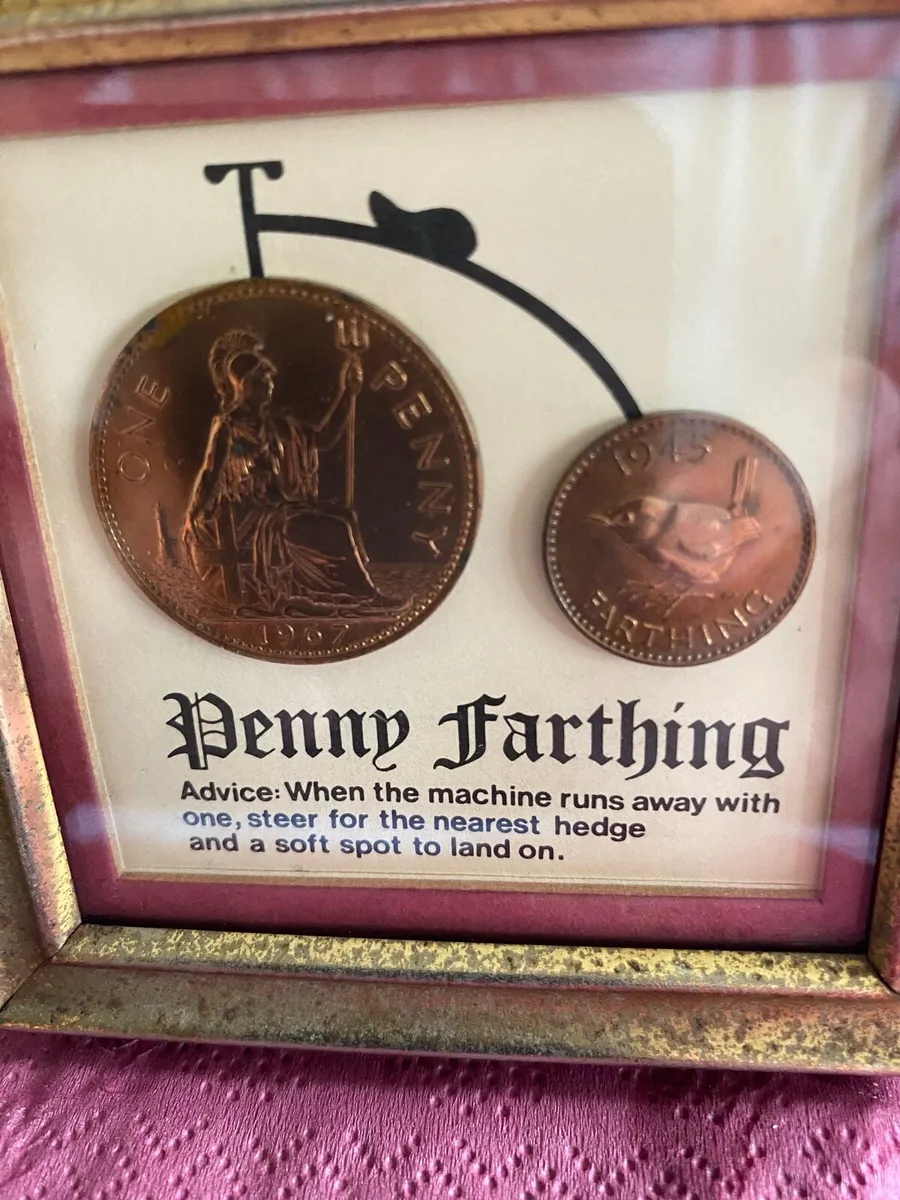 ONE PENNY
1967
1945
FARTHING
Penny Farthing
Advice: When the machine runs away with
one, steer for the nearest hedge
and a soft spot to land on.